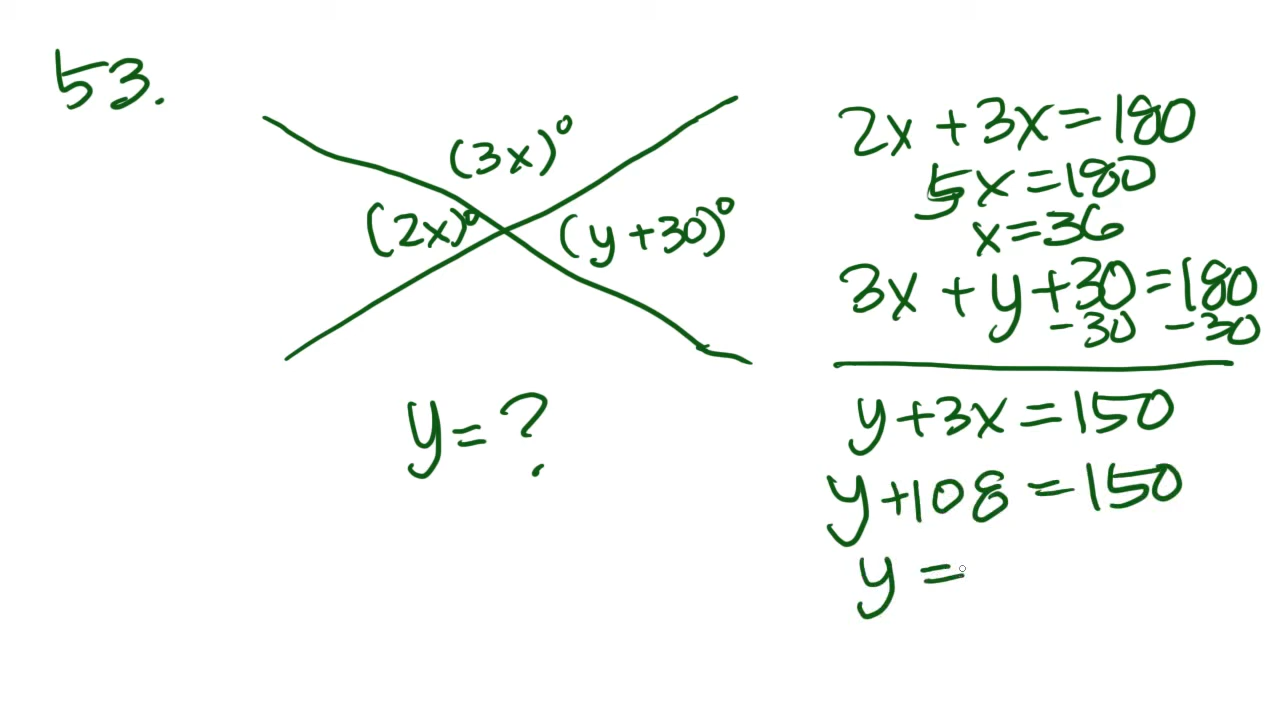 53.
(3x)°
(2x)°
(y+30)°
y=?
2x+3x=180
5x=180
x=36
3x+y+30=180
-30 -30
y+3x=150
y+108=150
y=